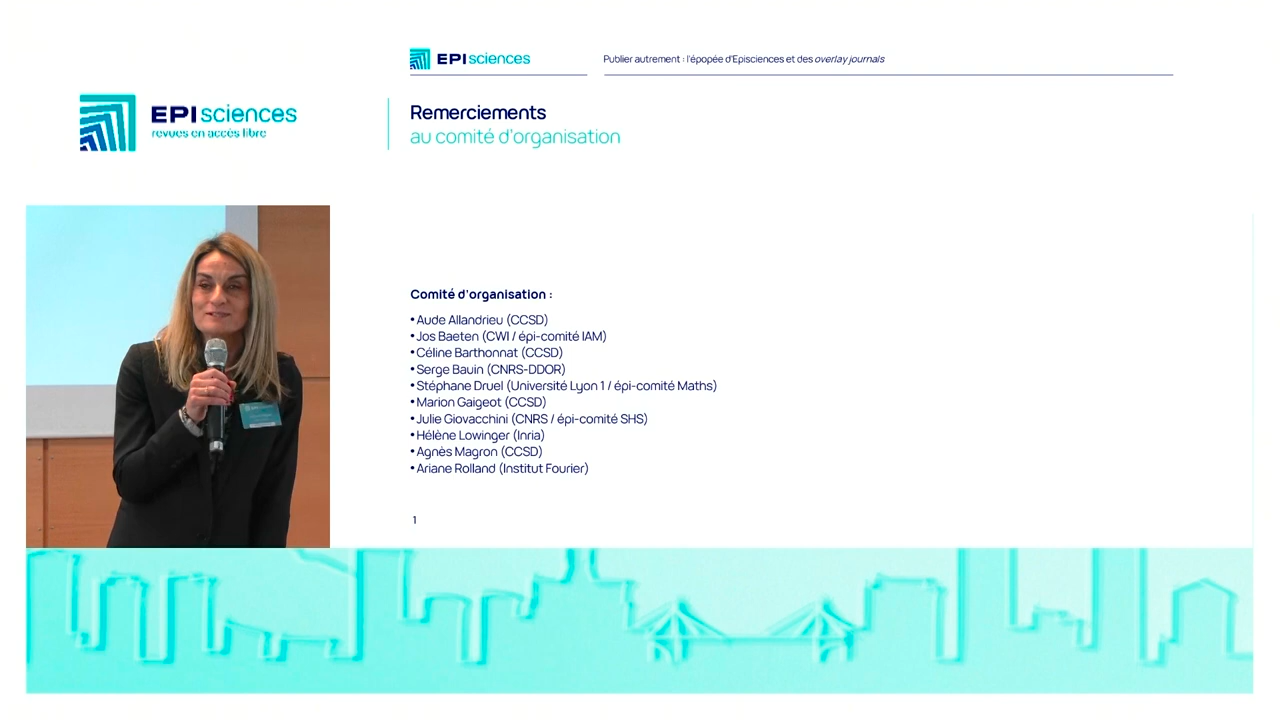 EPIsciences
Publier autrement : l'épopée d'Episciences et des overlay journals
EPIsciences
revues en accès libre
Remerciements
au comité d'organisation
Comité d'organisation :
• Aude Allandrieu (CCSD)
• Jos Baeten (CWI / épi-comité IAM)
• Céline Barthonnat (CCSD)
• Serge Bauin (CNRS-DDOR)
• Stéphane Druel (Université Lyon 1 / épi-comité Maths)
• Marion Gaigeot (CCSD)
• Julie Giovacchini (CNRS / épi-comité SHS)
• Hélène Lowinger (Inria)
• Agnès Magron (CCSD)
• Ariane Rolland (Institut Fourier)
1